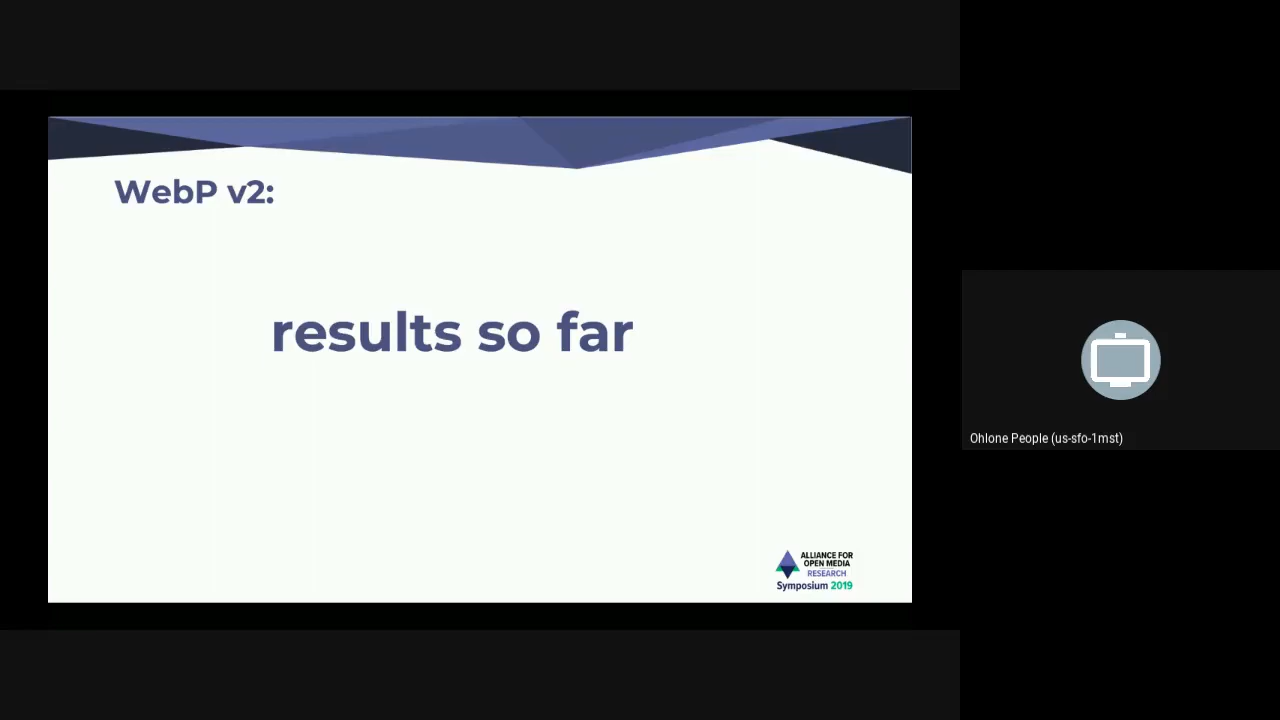 WebP v2:
results so far
ALLIANCE FOR
OPEN MEDIA
RESEARCH
Symposium 2019
Ohlone People (us-sfo-1mst)